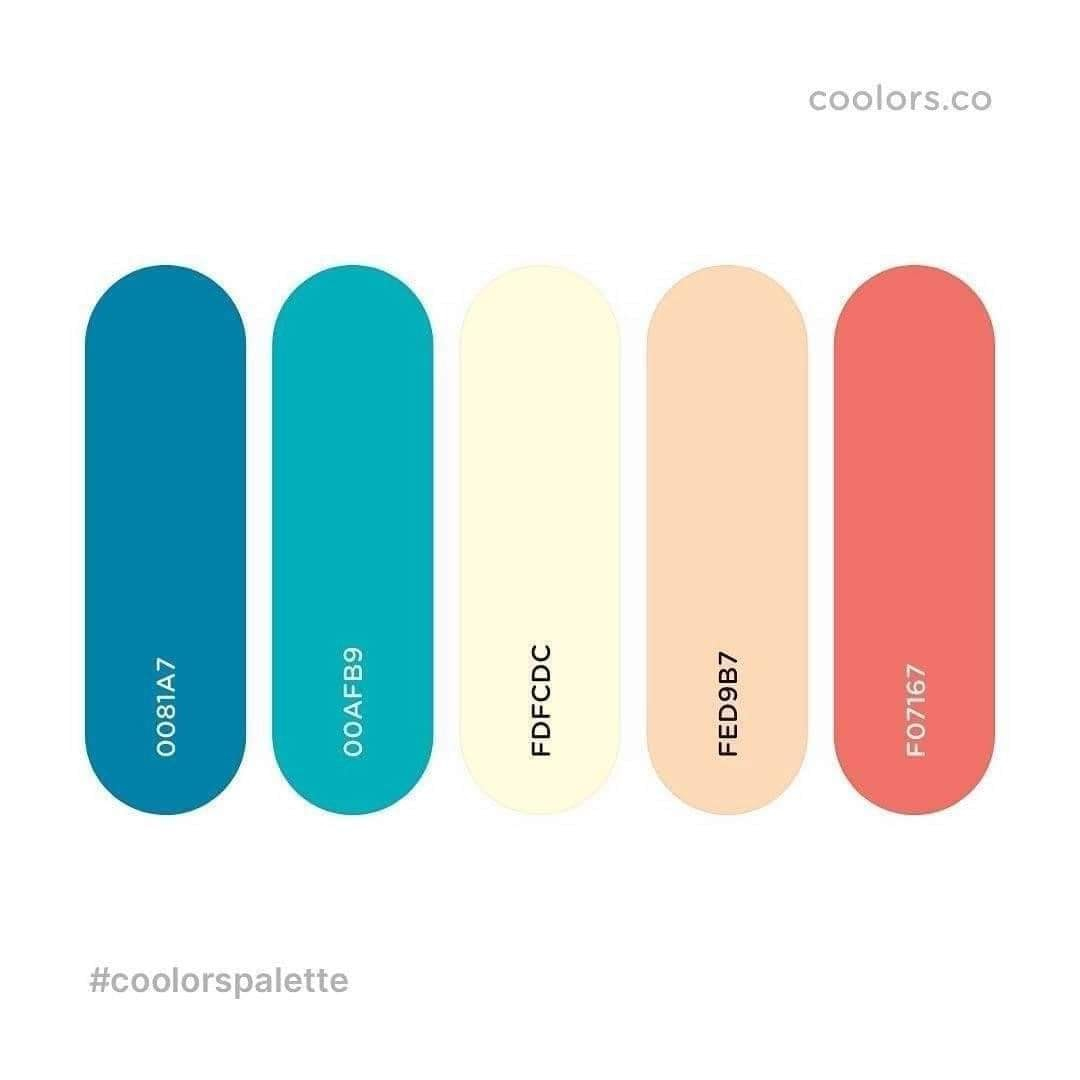 coolors.co
0081A7
00AFB9
FDFCDC
FED9B7
F07167
#coolorspalette